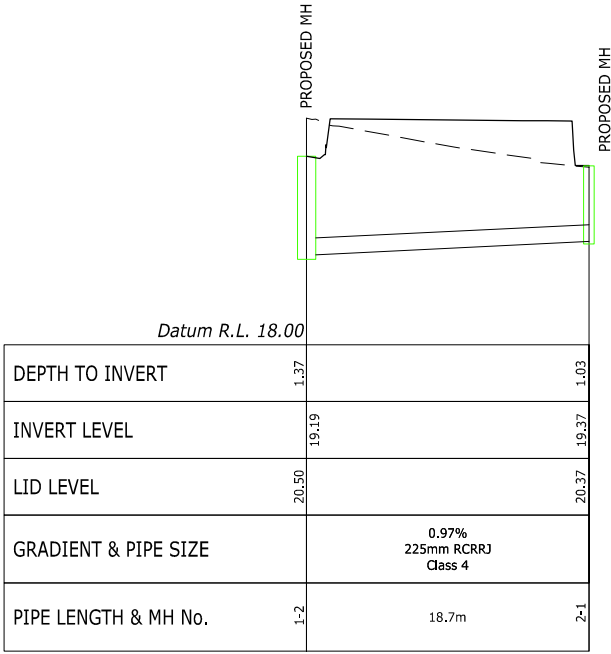 PROPOSED MH
PROPOSED MH
Datum R.L. 18.00
DEPTH TO INVERT 1.37 1.03
INVERT LEVEL 19.19 19.37
LID LEVEL 20.50 20.37
GRADIENT & PIPE SIZE
0.97%
225mm RCRRJ
Class 4
PIPE LENGTH & MH No. 1-2 18.7m 2-1